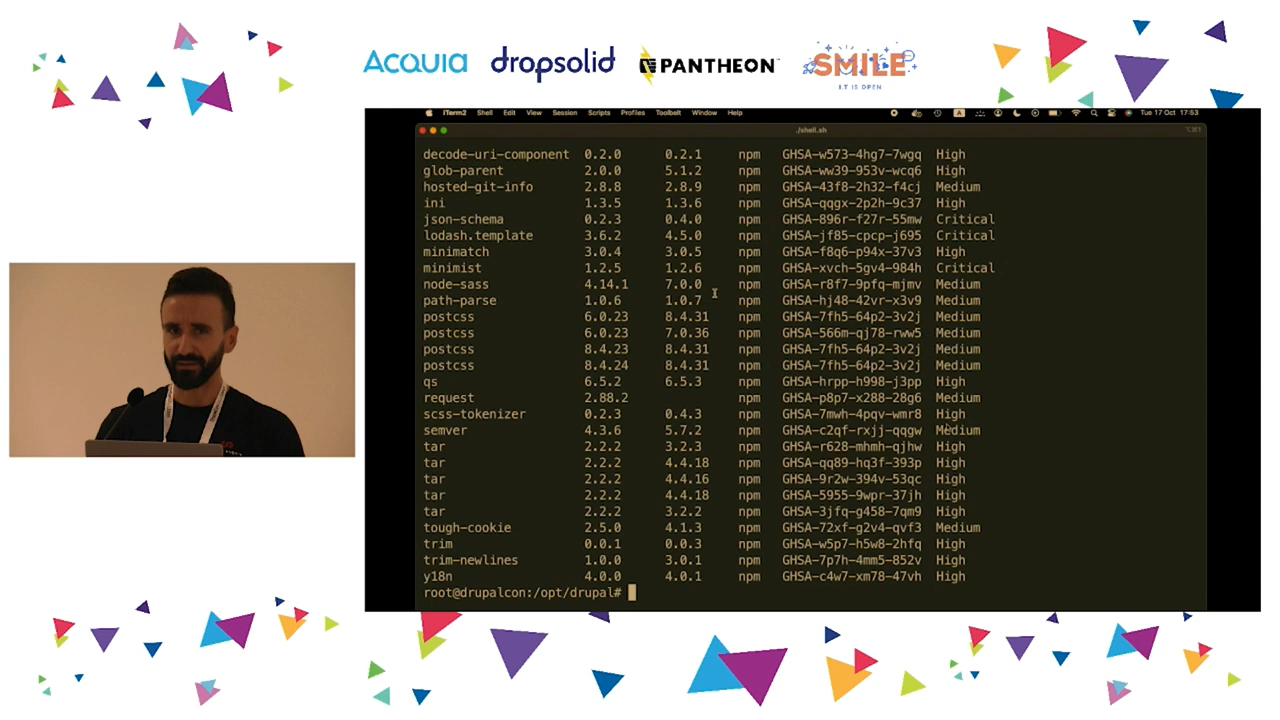 ACQUIA dropsolid PANTHEON SMILE
I.T IS OPEN
iTerm2 Shell Edit View Session Scripts Profiles Toolbelt Window Help Tue 17 Oct 17:53
./shell.sh
decode-uri-component 0.2.0 0.2.1 npm GHSA-w573-4hg7-7wgq High
glob-parent 2.0.0 5.1.2 npm GHSA-ww39-953v-wcq6 High
hosted-git-info 2.8.8 2.8.9 npm GHSA-43f8-2h32-f4cj Medium
ini 1.3.5 1.3.6 npm GHSA-qqgx-2p2h-9c37 High
json-schema 0.2.3 0.4.0 npm GHSA-896r-f27r-55mw Critical
lodash.template 3.6.2 4.5.0 npm GHSA-jf85-cpcp-j695 Critical
minimatch 3.0.4 3.0.5 npm GHSA-f8q6-p94x-37v3 High
minimist 1.2.5 1.2.6 npm GHSA-xvch-5gv4-984h Critical
node-sass 4.14.1 7.0.0 npm GHSA-r8f7-9pfq-mjmv Medium
path-parse 1.0.6 1.0.7 npm GHSA-hj48-42vr-x3v9 Medium
postcss 6.0.23 8.4.31 npm GHSA-7fh5-64p2-3v2j Medium
postcss 6.0.23 7.0.36 npm GHSA-566m-qj78-rww5 Medium
postcss 8.4.23 8.4.31 npm GHSA-7fh5-64p2-3v2j Medium
postcss 8.4.24 8.4.31 npm GHSA-7fh5-64p2-3v2j Medium
qs 6.5.2 6.5.3 npm GHSA-hrpp-h998-j3pp High
request 2.88.2 npm GHSA-p8p7-x288-28g6 Medium
scss-tokenizer 0.2.3 0.4.3 npm GHSA-7mwh-4pqv-wmr8 High
semver 4.3.6 5.7.2 npm GHSA-c2qf-rxjj-qqgw Medium
tar 2.2.2 3.2.3 npm GHSA-r628-mhmh-qjhw High
tar 2.2.2 4.4.18 npm GHSA-qq89-hq3f-393p High
tar 2.2.2 4.4.16 npm GHSA-9r2w-394v-53qc High
tar 2.2.2 4.4.18 npm GHSA-5955-9wpr-37jh High
tar 2.2.2 3.2.2 npm GHSA-3jfq-g458-7qm9 High
tough-cookie 2.5.0 4.1.3 npm GHSA-72xf-g2v4-qvf3 Medium
trim 0.0.1 0.0.3 npm GHSA-w5p7-h5w8-2hfq High
trim-newlines 1.0.0 3.0.1 npm GHSA-7p7h-4mm5-852v High
y18n 4.0.0 4.0.1 npm GHSA-c4w7-xm78-47vh High
root@drupalcon:/opt/drupal#